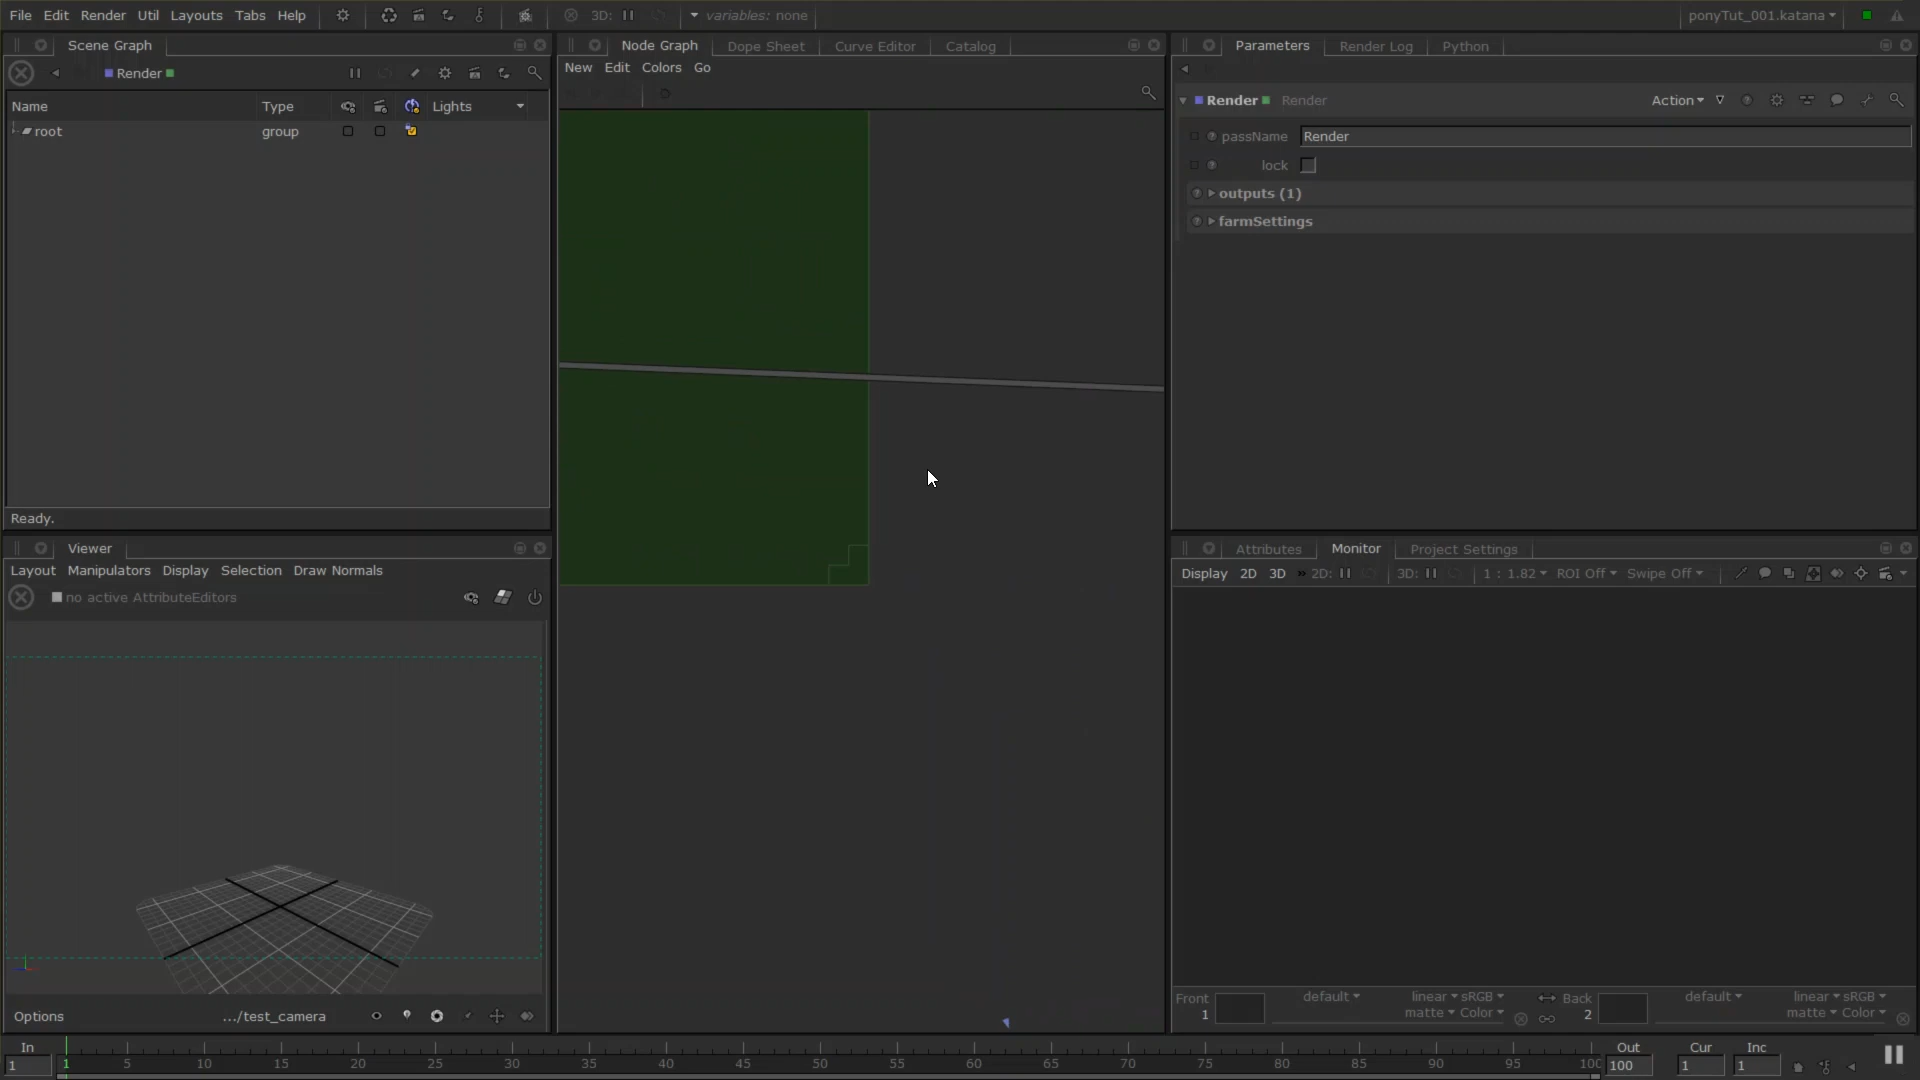 File Edit Render Util Layouts Tabs Help 3D: variables: none ponyTut_001.katana
Scene Graph
Render
Name Type Lights
root group
Ready.
Node Graph Dope Sheet Curve Editor Catalog
New Edit Colors Go
Parameters Render Log Python
Render Render Action
passName Render
lock
outputs (1)
farmSettings
Viewer
Layout Manipulators Display Selection Draw Normals
no active AttributeEditors
Options .../test_camera
Attributes Monitor Project Settings
Display 2D 3D » 2D: 3D: 1 : 1.82 ROI Off Swipe Off
Front default linear sRGB Back default linear sRGB
1 matte Color 2 matte Color
In Out Cur Inc
1 1 5 10 15 20 25 30 35 40 45 50 55 60 65 70 75 80 85 90 95 100 100 1 1